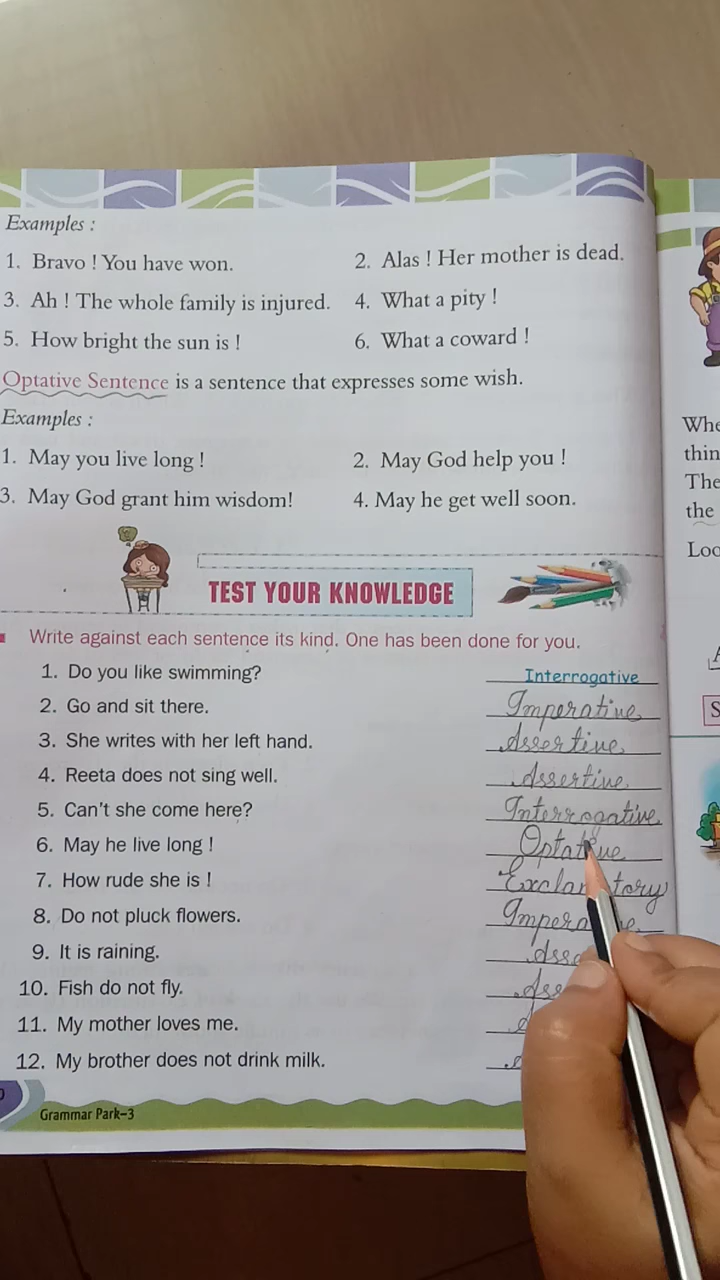 Examples :
1. Bravo ! You have won. 2. Alas ! Her mother is dead.
3. Ah ! The whole family is injured. 4. What a pity !
5. How bright the sun is ! 6. What a coward !
Optative Sentence is a sentence that expresses some wish.
Examples :
1. May you live long ! 2. May God help you !
3. May God grant him wisdom! 4. May he get well soon.
TEST YOUR KNOWLEDGE
Write against each sentence its kind. One has been done for you.
1. Do you like swimming? Interrogative
2. Go and sit there. Imperative
3. She writes with her left hand. Assertive
4. Reeta does not sing well. Assertive
5. Can't she come here? Interrogative
6. May he live long ! Optative
7. How rude she is !
8. Do not pluck flowers.
9. It is raining.
10. Fish do not fly.
11. My mother loves me.
12. My brother does not drink milk.
Grammar Park–3
The
the